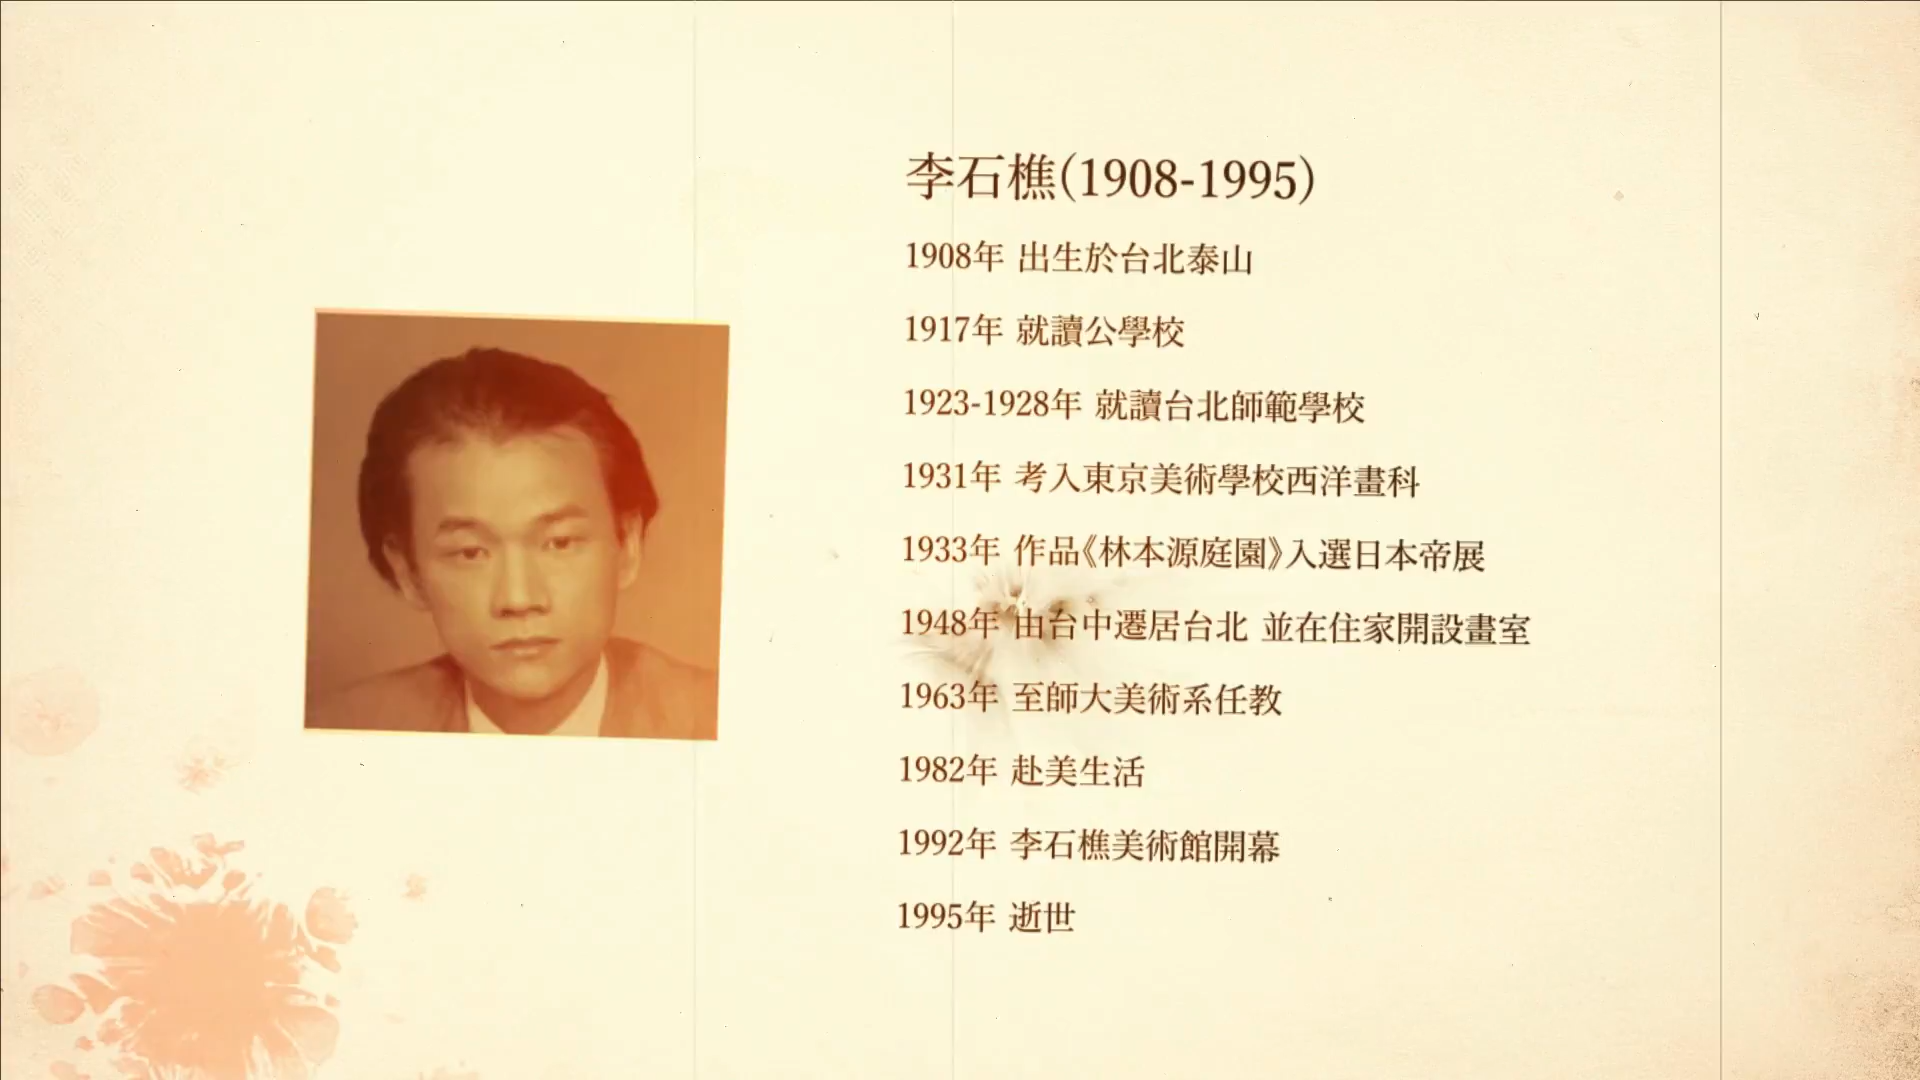 李石樵(1908-1995)
1908年 出生於台北泰山
1917年 就讀公學校
1923-1928年 就讀台北師範學校
1931年 考入東京美術學校西洋畫科
1933年 作品《林本源庭園》入選日本帝展
1948年 由台中遷居台北 並在住家開設畫室
1963年 至師大美術系任教
1982年 赴美生活
1992年 李石樵美術館開幕
1995年 逝世